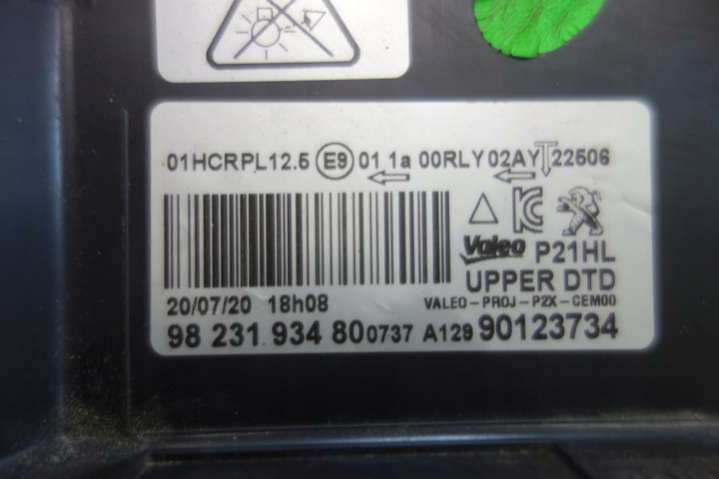 01HCRPL12.5 E9 01 1a 00RLY 02AY 22506
Valeo P21HL
UPPER DTD
20/07/20 18h08 VALEO-PROJ-P2X-CEM00
98 231 934 80 0737 A129 90123734